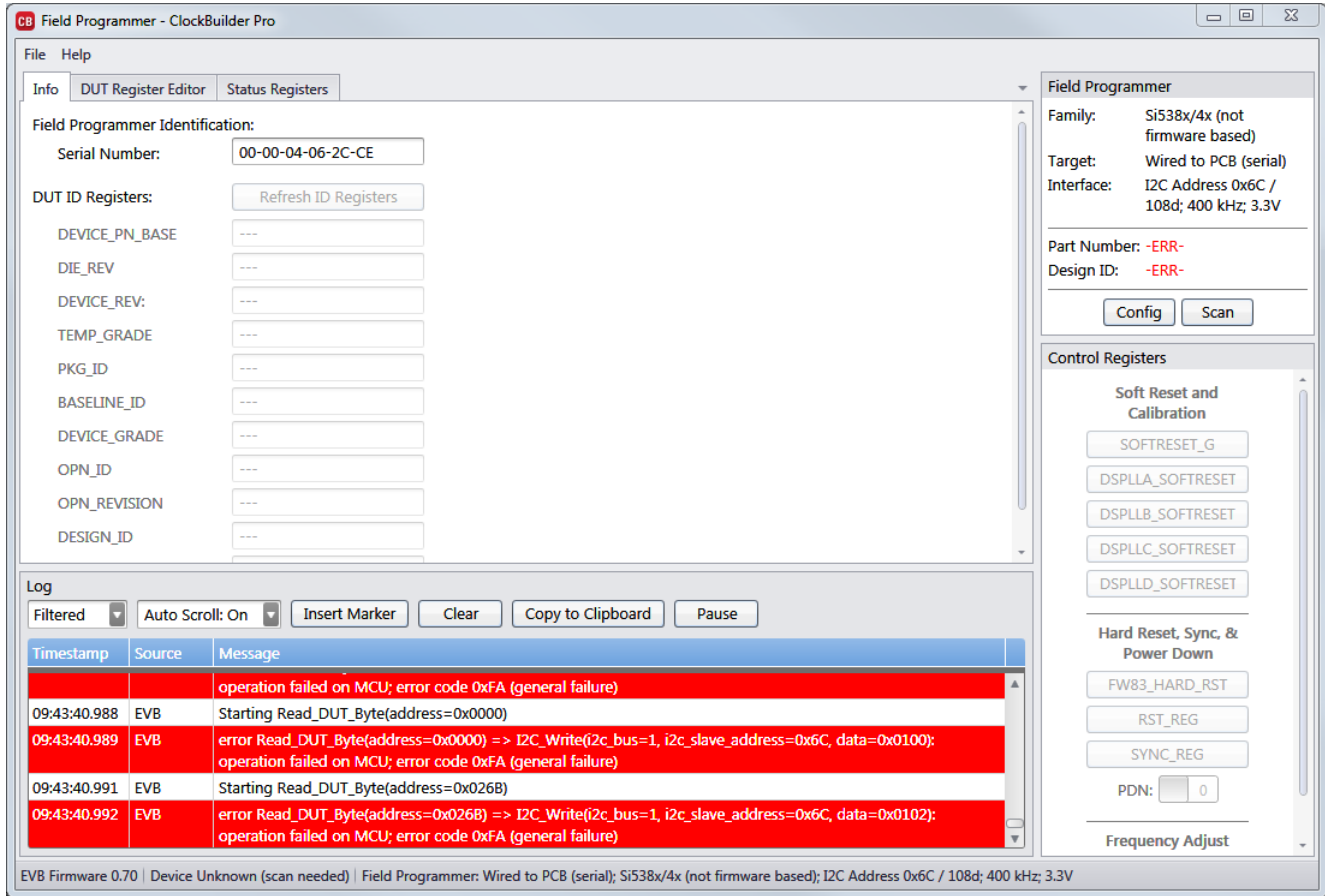 CB Field Programmer - ClockBuilder Pro
File Help
Info DUT Register Editor Status Registers
Field Programmer Identification:
Serial Number: 00-00-04-06-2C-CE
DUT ID Registers: Refresh ID Registers
DEVICE_PN_BASE ---
DIE_REV ---
DEVICE_REV: ---
TEMP_GRADE ---
PKG_ID ---
BASELINE_ID ---
DEVICE_GRADE ---
OPN_ID ---
OPN_REVISION ---
DESIGN_ID ---
Log
Filtered Auto Scroll: On Insert Marker Clear Copy to Clipboard Pause
Timestamp Source Message
operation failed on MCU; error code 0xFA (general failure)
09:43:40.988 EVB Starting Read_DUT_Byte(address=0x0000)
09:43:40.989 EVB error Read_DUT_Byte(address=0x0000) => I2C_Write(i2c_bus=1, i2c_slave_address=0x6C, data=0x0100):
operation failed on MCU; error code 0xFA (general failure)
09:43:40.991 EVB Starting Read_DUT_Byte(address=0x026B)
09:43:40.992 EVB error Read_DUT_Byte(address=0x026B) => I2C_Write(i2c_bus=1, i2c_slave_address=0x6C, data=0x0102):
operation failed on MCU; error code 0xFA (general failure)
Field Programmer
Family: Si538x/4x (not
firmware based)
Target: Wired to PCB (serial)
Interface: I2C Address 0x6C /
108d; 400 kHz; 3.3V
Part Number: -ERR-
Design ID: -ERR-
Config Scan
Control Registers
Soft Reset and
Calibration
SOFTRESET_G
DSPLLA_SOFTRESET
DSPLLB_SOFTRESET
DSPLLC_SOFTRESET
DSPLLD_SOFTRESET
Hard Reset, Sync, &
Power Down
FW83_HARD_RST
RST_REG
SYNC_REG
PDN: 0
Frequency Adjust
EVB Firmware 0.70 | Device Unknown (scan needed) | Field Programmer: Wired to PCB (serial); Si538x/4x (not firmware based); I2C Address 0x6C / 108d; 400 kHz; 3.3V